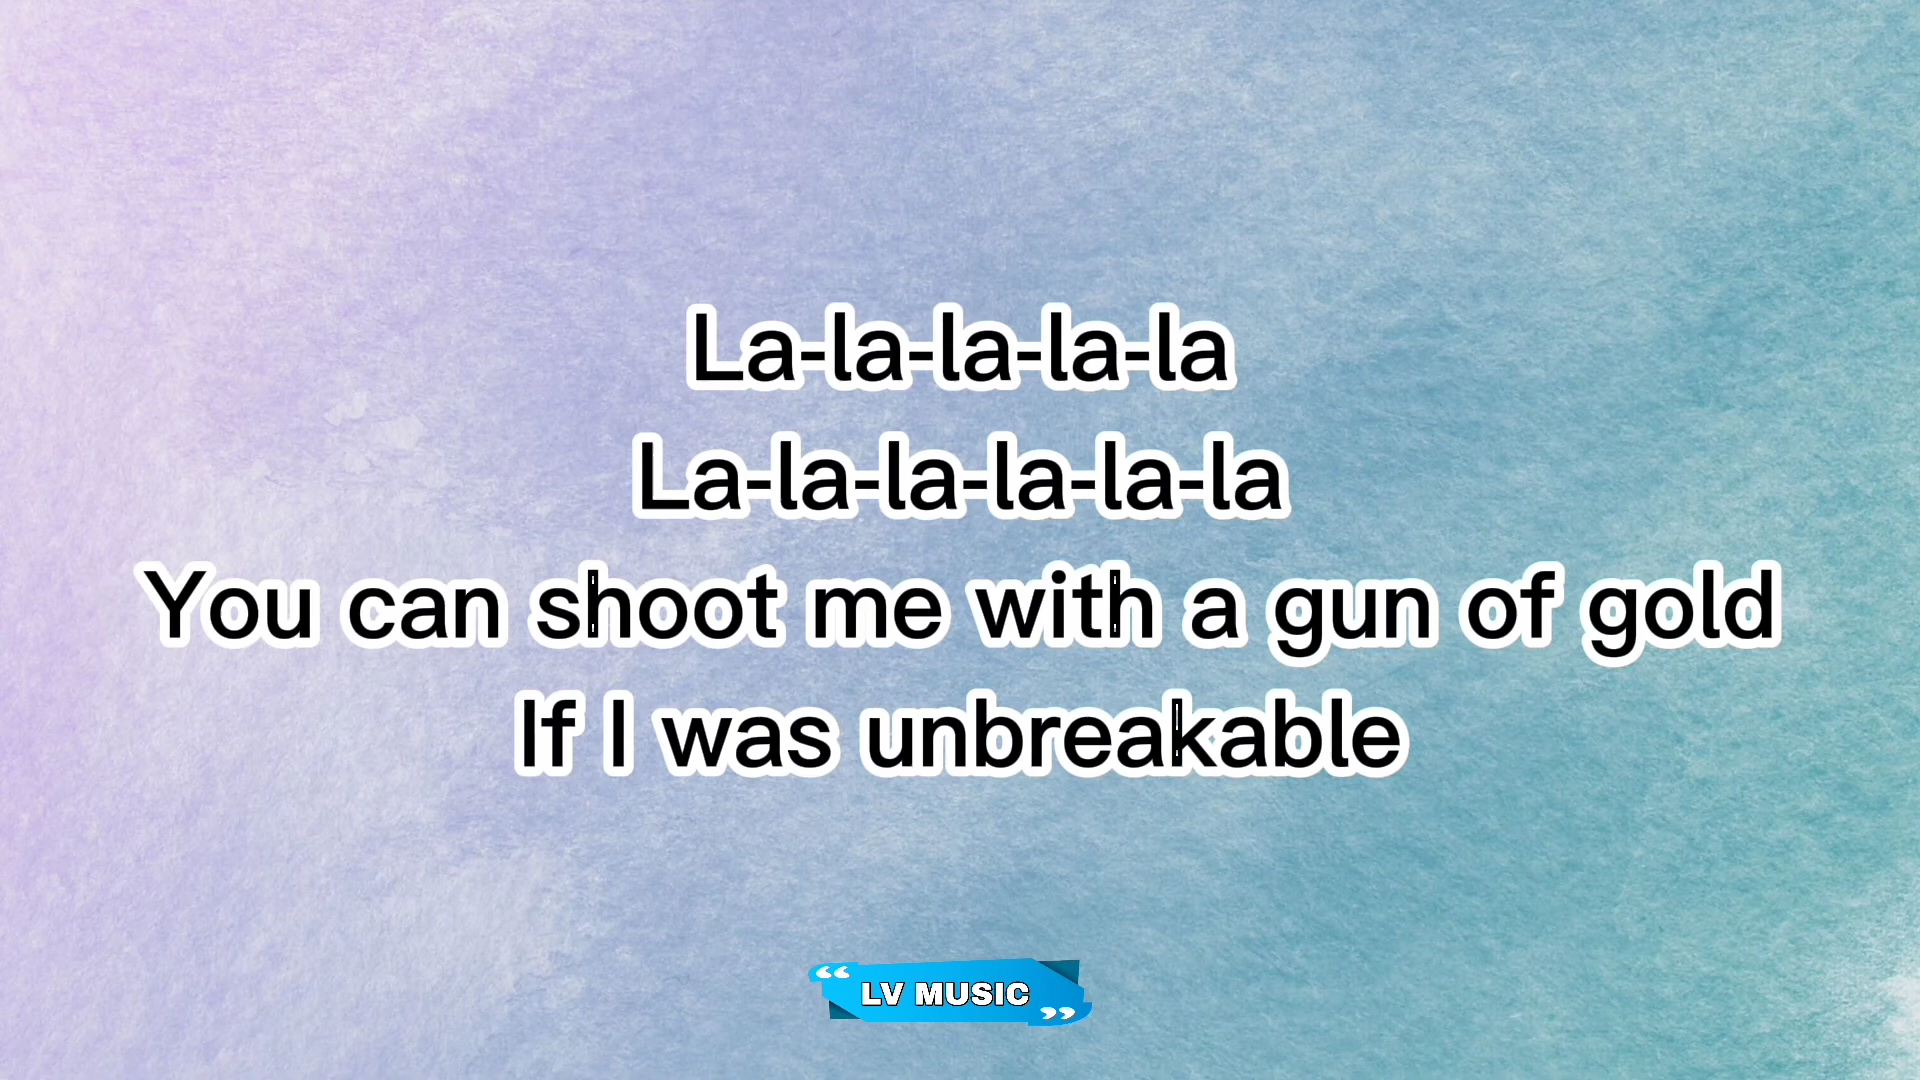 La-la-la-la-la
La-la-la-la-la-la
You can shoot me with a gun of gold
If I was unbreakable
“ LV MUSIC ”